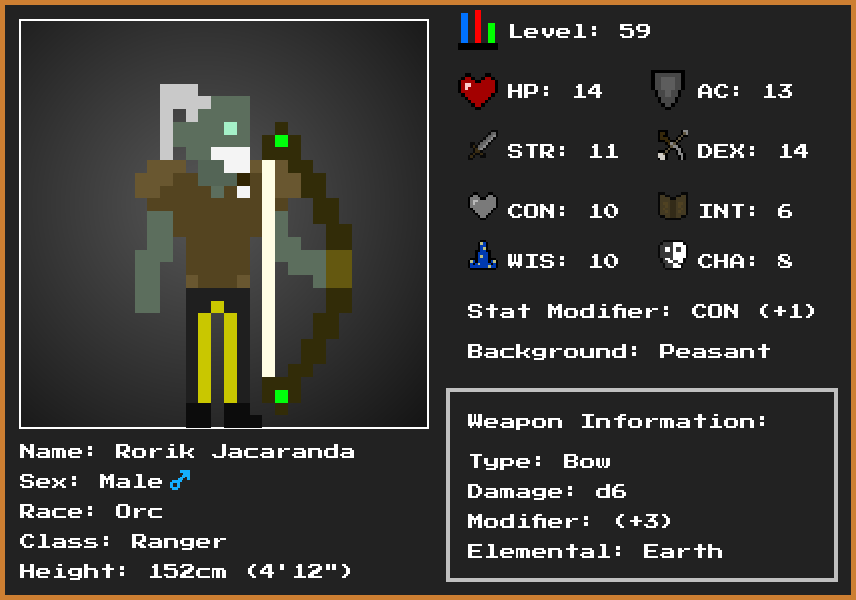 Level: 59
HP: 14
AC: 13
STR: 11
DEX: 14
CON: 10
INT: 6
WIS: 10
CHA: 8
Stat Modifier: CON (+1)
Background: Peasant
Weapon Information:
Type: Bow
Damage: d6
Modifier: (+3)
Elemental: Earth
Name: Rorik Jacaranda
Sex: Male ♂
Race: Orc
Class: Ranger
Height: 152cm (4'12")